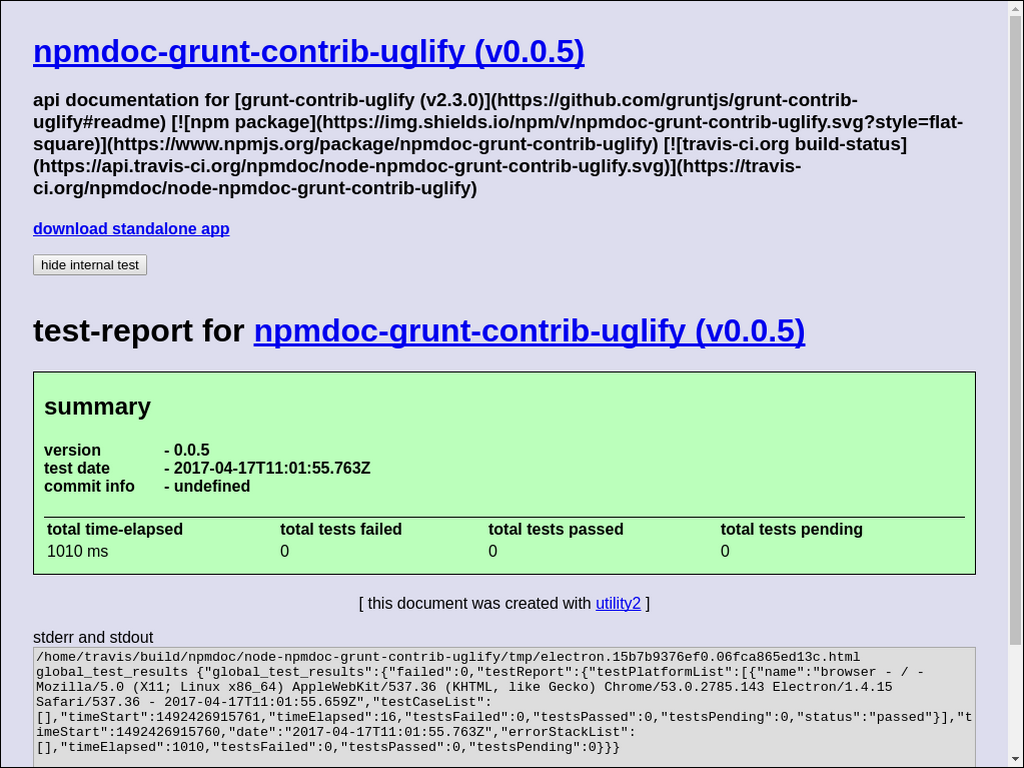 npmdoc-grunt-contrib-uglify (v0.0.5)
api documentation for [grunt-contrib-uglify (v2.3.0)](https://github.com/gruntjs/grunt-contrib-
uglify#readme) [![npm package](https://img.shields.io/npm/v/npmdoc-grunt-contrib-uglify.svg?style=flat-
square)](https://www.npmjs.org/package/npmdoc-grunt-contrib-uglify) [![travis-ci.org build-status]
(https://api.travis-ci.org/npmdoc/node-npmdoc-grunt-contrib-uglify.svg)](https://travis-
ci.org/npmdoc/node-npmdoc-grunt-contrib-uglify)
download standalone app
hide internal test
test-report for npmdoc-grunt-contrib-uglify (v0.0.5)
summary
version - 0.0.5
test date - 2017-04-17T11:01:55.763Z
commit info - undefined
total time-elapsed total tests failed total tests passed total tests pending
1010 ms 0 0 0
[ this document was created with utility2 ]
stderr and stdout
/home/travis/build/npmdoc/node-npmdoc-grunt-contrib-uglify/tmp/electron.15b7b9376ef0.06fca865ed13c.html
global_test_results {"global_test_results":{"failed":0,"testReport":{"testPlatformList":[{"name":"browser - / -
Mozilla/5.0 (X11; Linux x86_64) AppleWebKit/537.36 (KHTML, like Gecko) Chrome/53.0.2785.143 Electron/1.4.15
Safari/537.36 - 2017-04-17T11:01:55.659Z","testCaseList":
[],"timeStart":1492426915761,"timeElapsed":16,"testsFailed":0,"testsPassed":0,"testsPending":0,"status":"passed"}],"t
imeStart":1492426915760,"date":"2017-04-17T11:01:55.763Z","errorStackList":
[],"timeElapsed":1010,"testsFailed":0,"testsPassed":0,"testsPending":0}}}